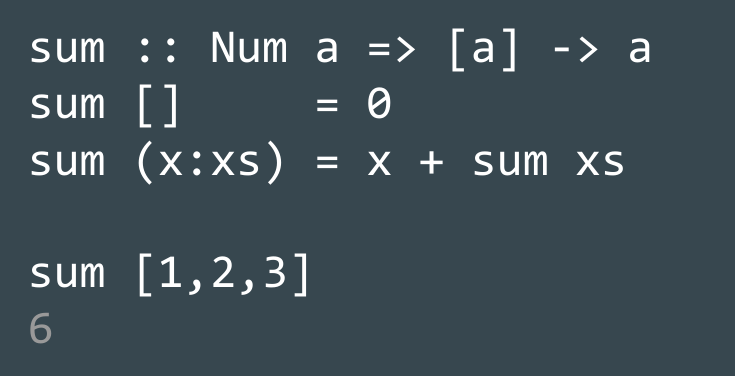 sum :: Num a => [a] -> a
sum []     = 0
sum (x:xs) = x + sum xs
sum [1,2,3]
6